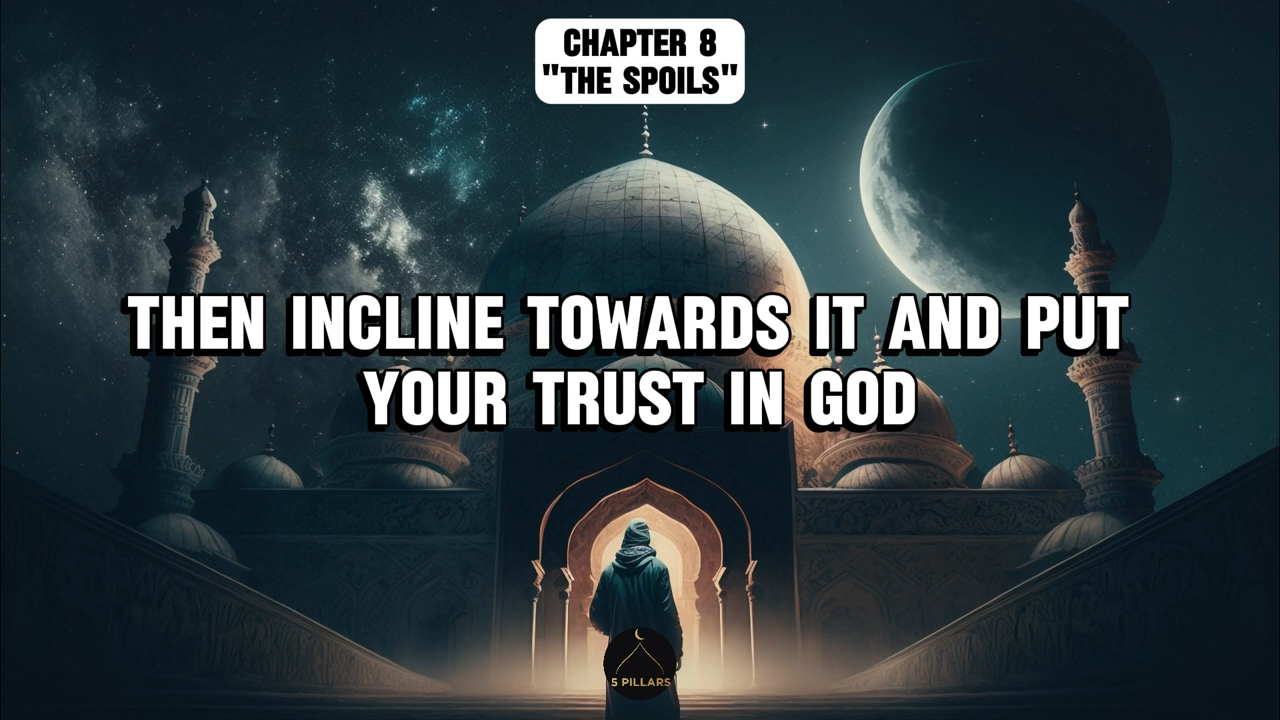 CHAPTER 8
"THE SPOILS"
THEN INCLINE TOWARDS IT AND PUT
YOUR TRUST IN GOD
5 PILLARS